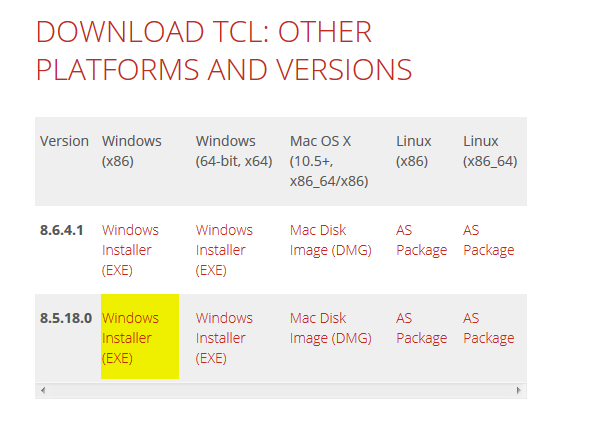 DOWNLOAD TCL: OTHER
PLATFORMS AND VERSIONS
Version Windows (x86) Windows (64-bit, x64) Mac OS X (10.5+, x86_64/x86) Linux (x86) Linux (x86_64)
8.6.4.1 Windows Installer (EXE) Windows Installer (EXE) Mac Disk Image (DMG) AS Package AS Package
8.5.18.0 Windows Installer (EXE) Windows Installer (EXE) Mac Disk Image (DMG) AS Package AS Package